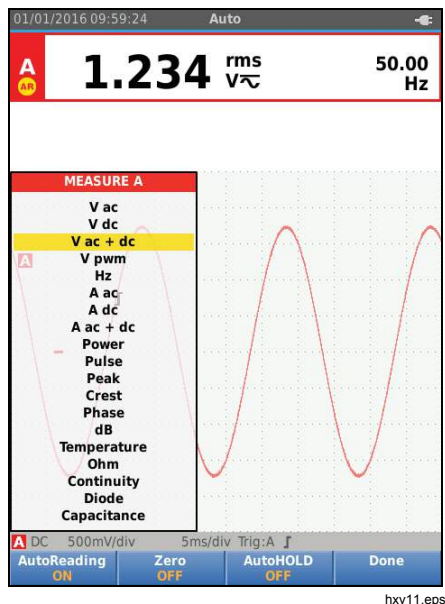 01/01/2016 09:59:24 Auto
A
AR
1.234 rms V 50.00 Hz
MEASURE A
V ac
V dc
V ac + dc
V pwm
Hz
A ac
A dc
A ac + dc
Power
Pulse
Peak
Crest
Phase
dB
Temperature
Ohm
Continuity
Diode
Capacitance
A
A DC 500mV/div 5ms/div Trig:A
AutoReading Zero AutoHOLD Done
ON OFF OFF
hxy11.eps